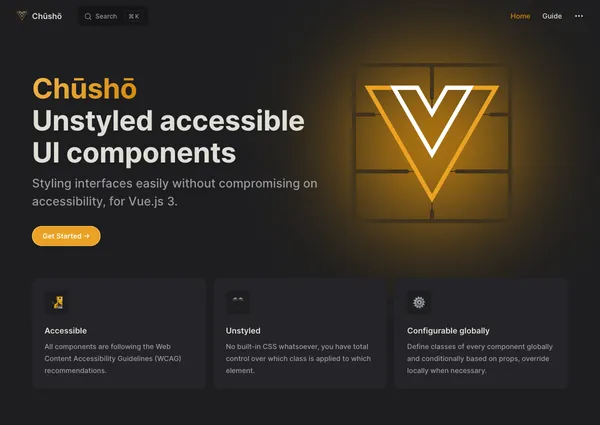 Chūshō
Search
⌘ K
Home
Guide
Chūshō
Unstyled accessible
UI components
Styling interfaces easily without compromising on
accessibility, for Vue.js 3.
Get Started →
Accessible
All components are following the Web
Content Accessibility Guidelines (WCAG)
recommendations.
Unstyled
No built-in CSS whatsoever, you have total
control over which class is applied to which
element.
Configurable globally
Define classes of every component globally
and conditionally based on props, override
locally when necessary.